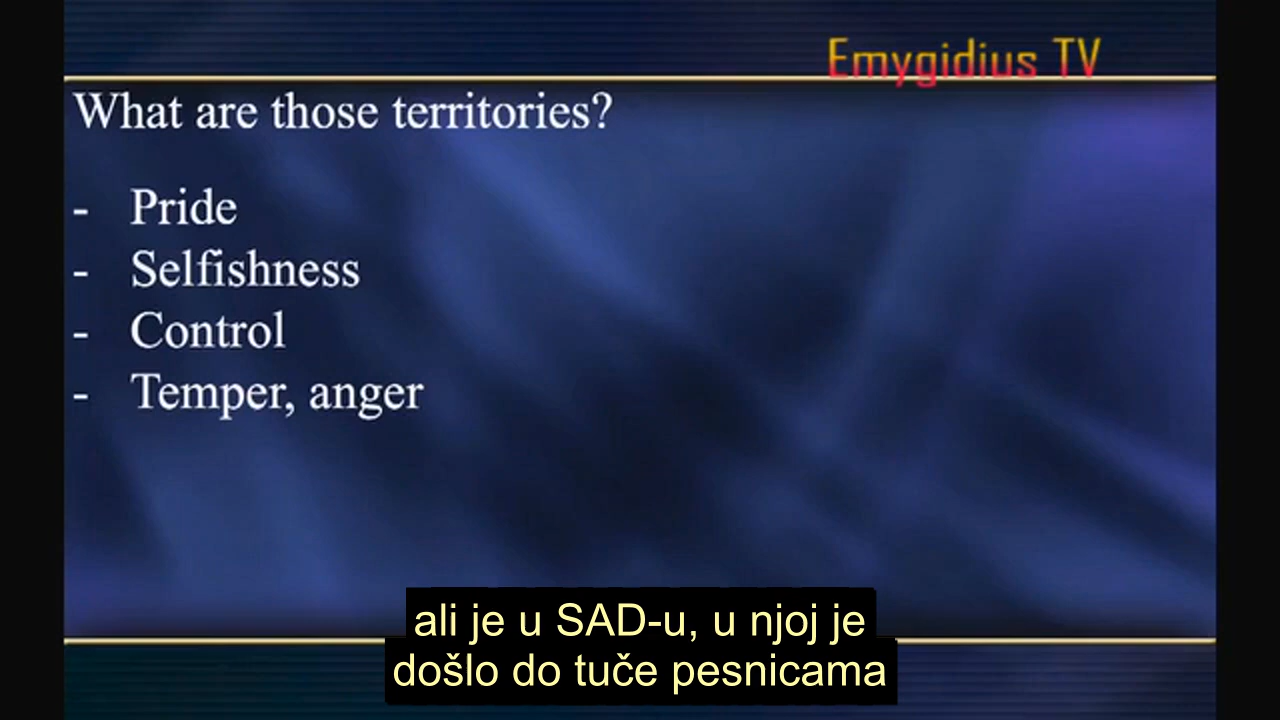 Emygidius TV
What are those territories?
- Pride
- Selfishness
- Control
- Temper, anger
ali je u SAD-u, u njoj je
došlo do tuče pesnicama